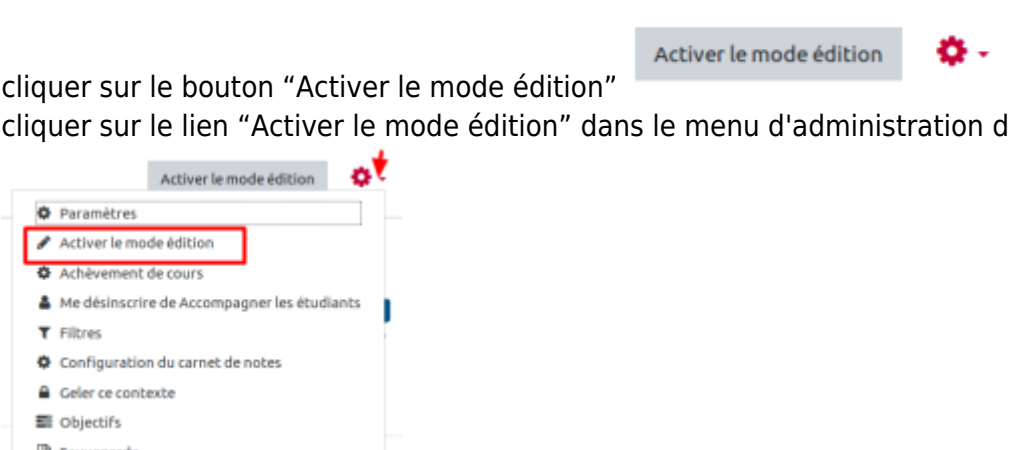 Activer le mode édition
cliquer sur le bouton “Activer le mode édition”
cliquer sur le lien “Activer le mode édition” dans le menu d'administration d
Activer le mode édition
Paramètres
Activer le mode édition
Achèvement de cours
Me désinscrire de Accompagner les étudiants
Filtres
Configuration du carnet de notes
Geler ce contexte
Objectifs